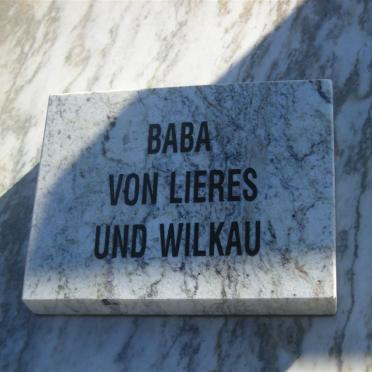 BABA
VON LIERES
UND WILKAU